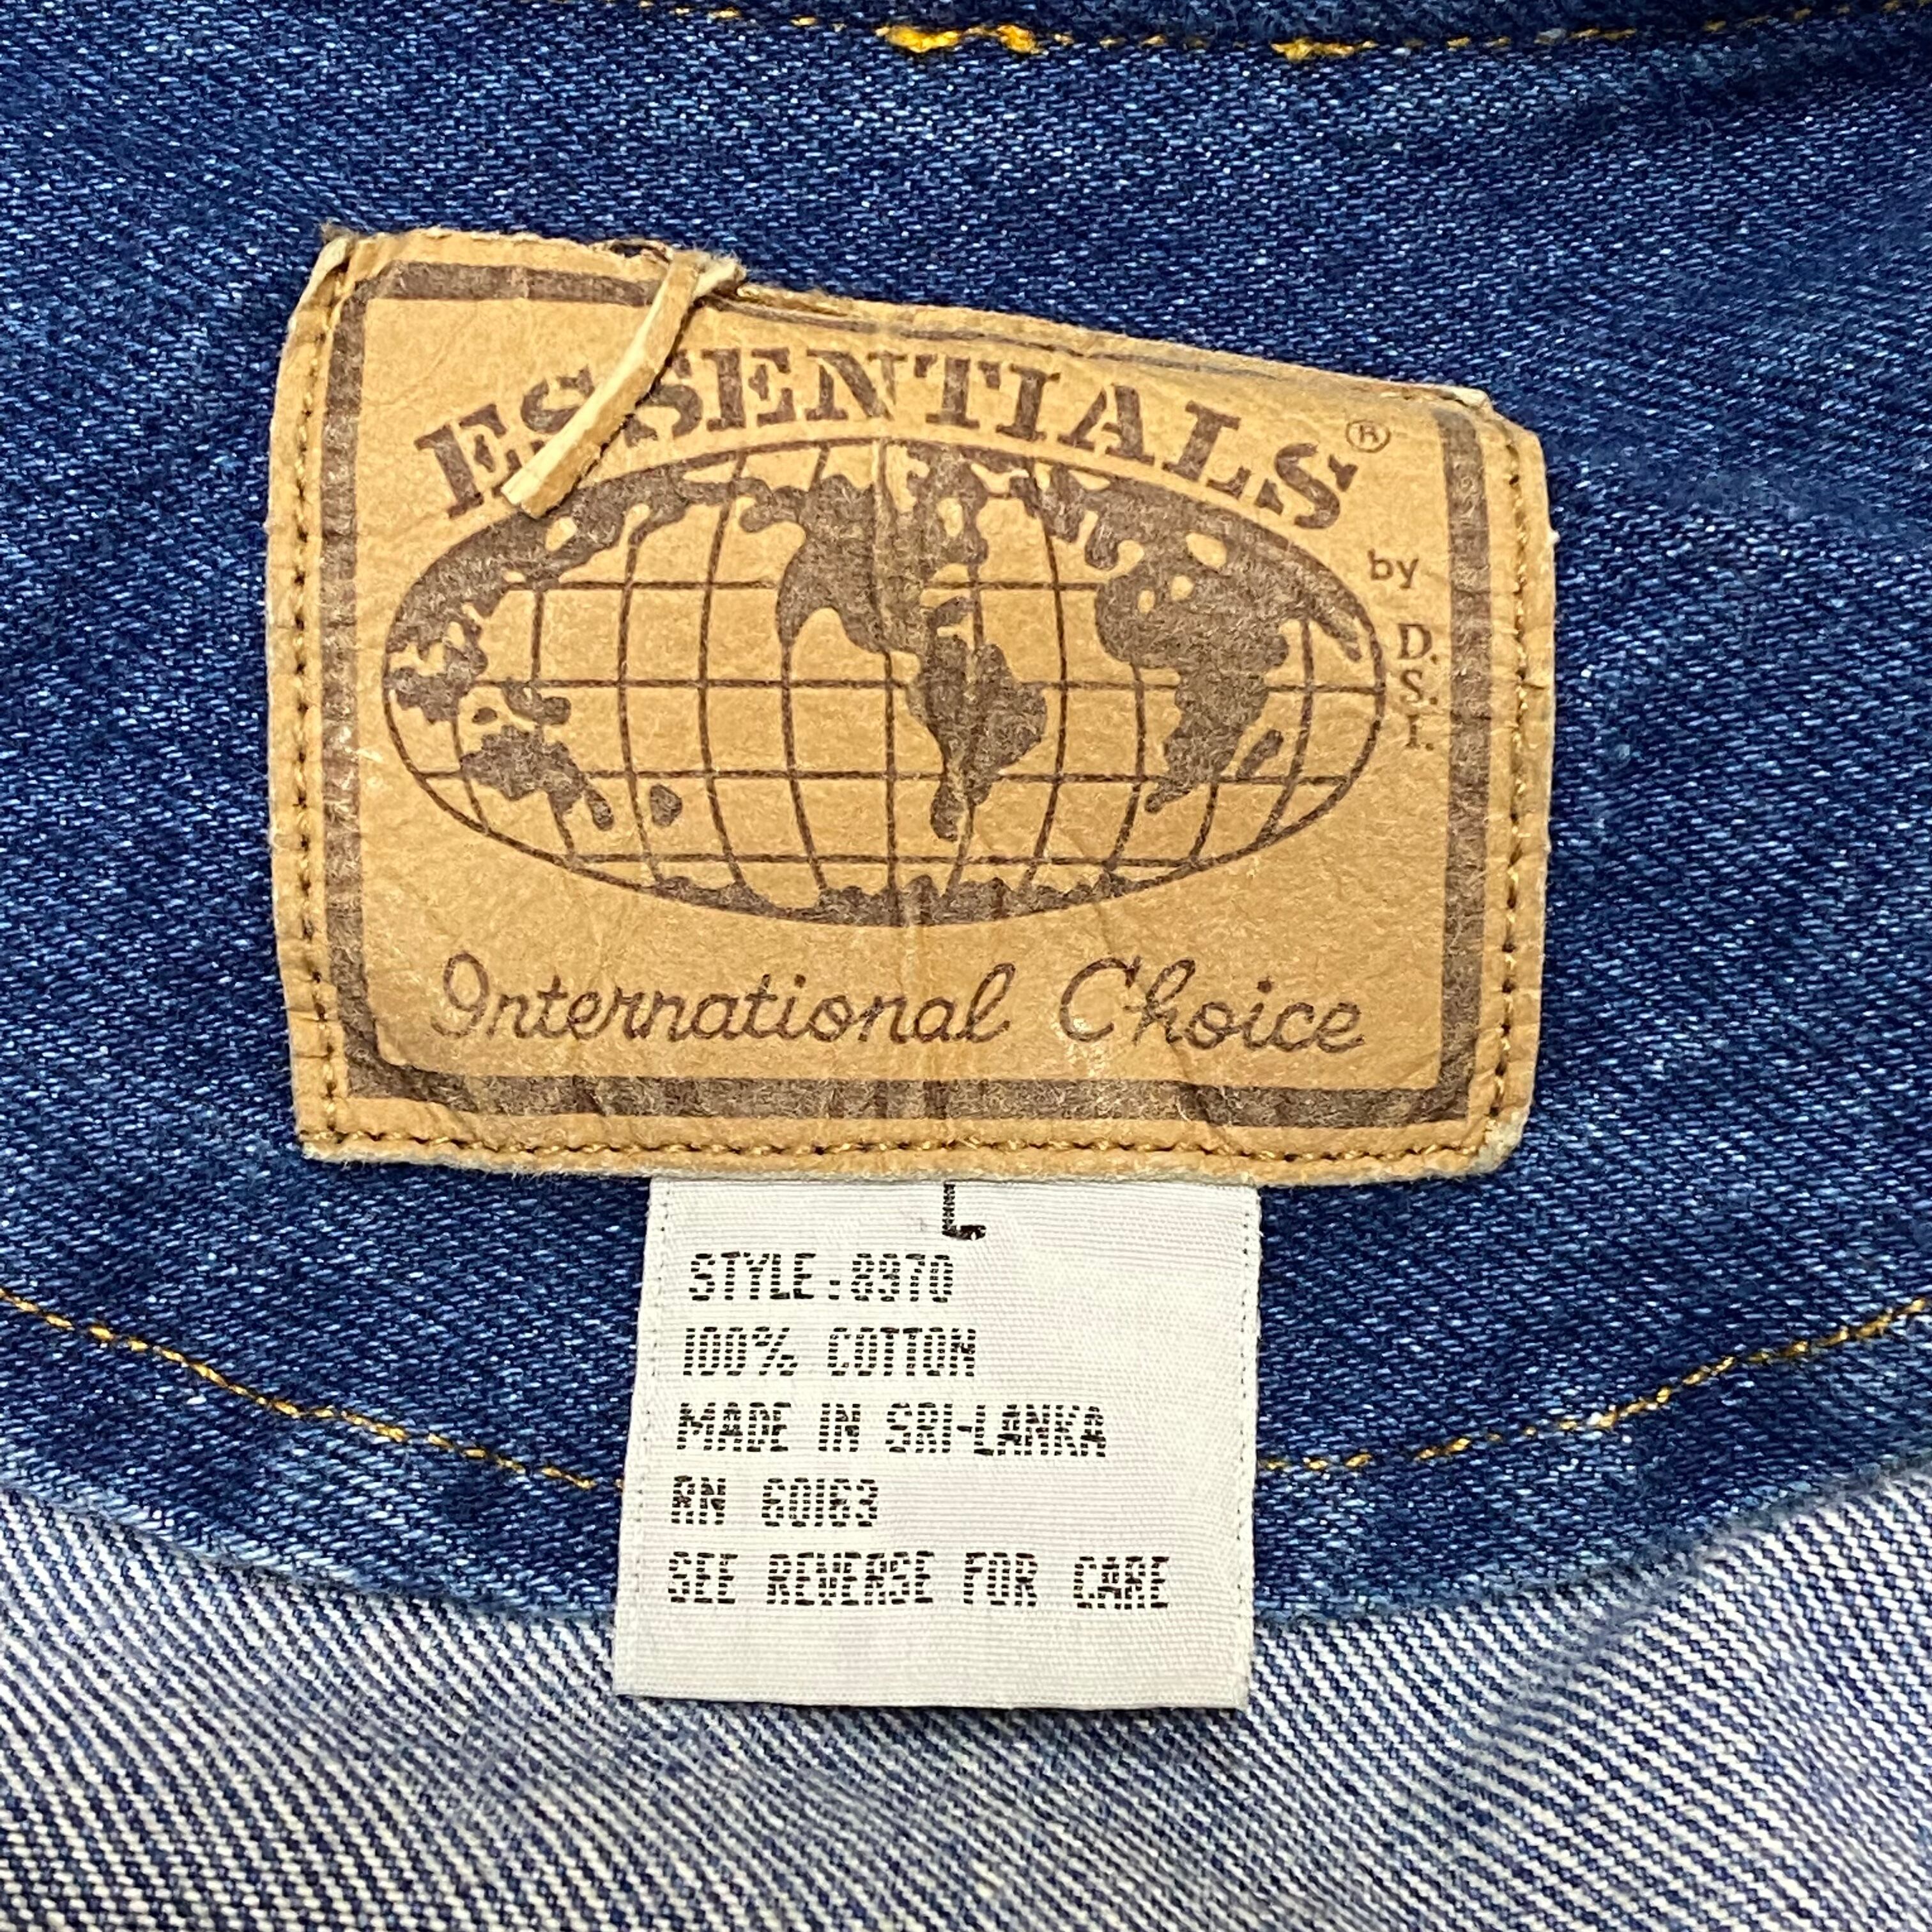 ESSENTIALS®
by
D.
S.
I.
International Choice
L
STYLE:8970
100% COTTON
MADE IN SRI-LANKA
RN 60163
SEE REVERSE FOR CARE